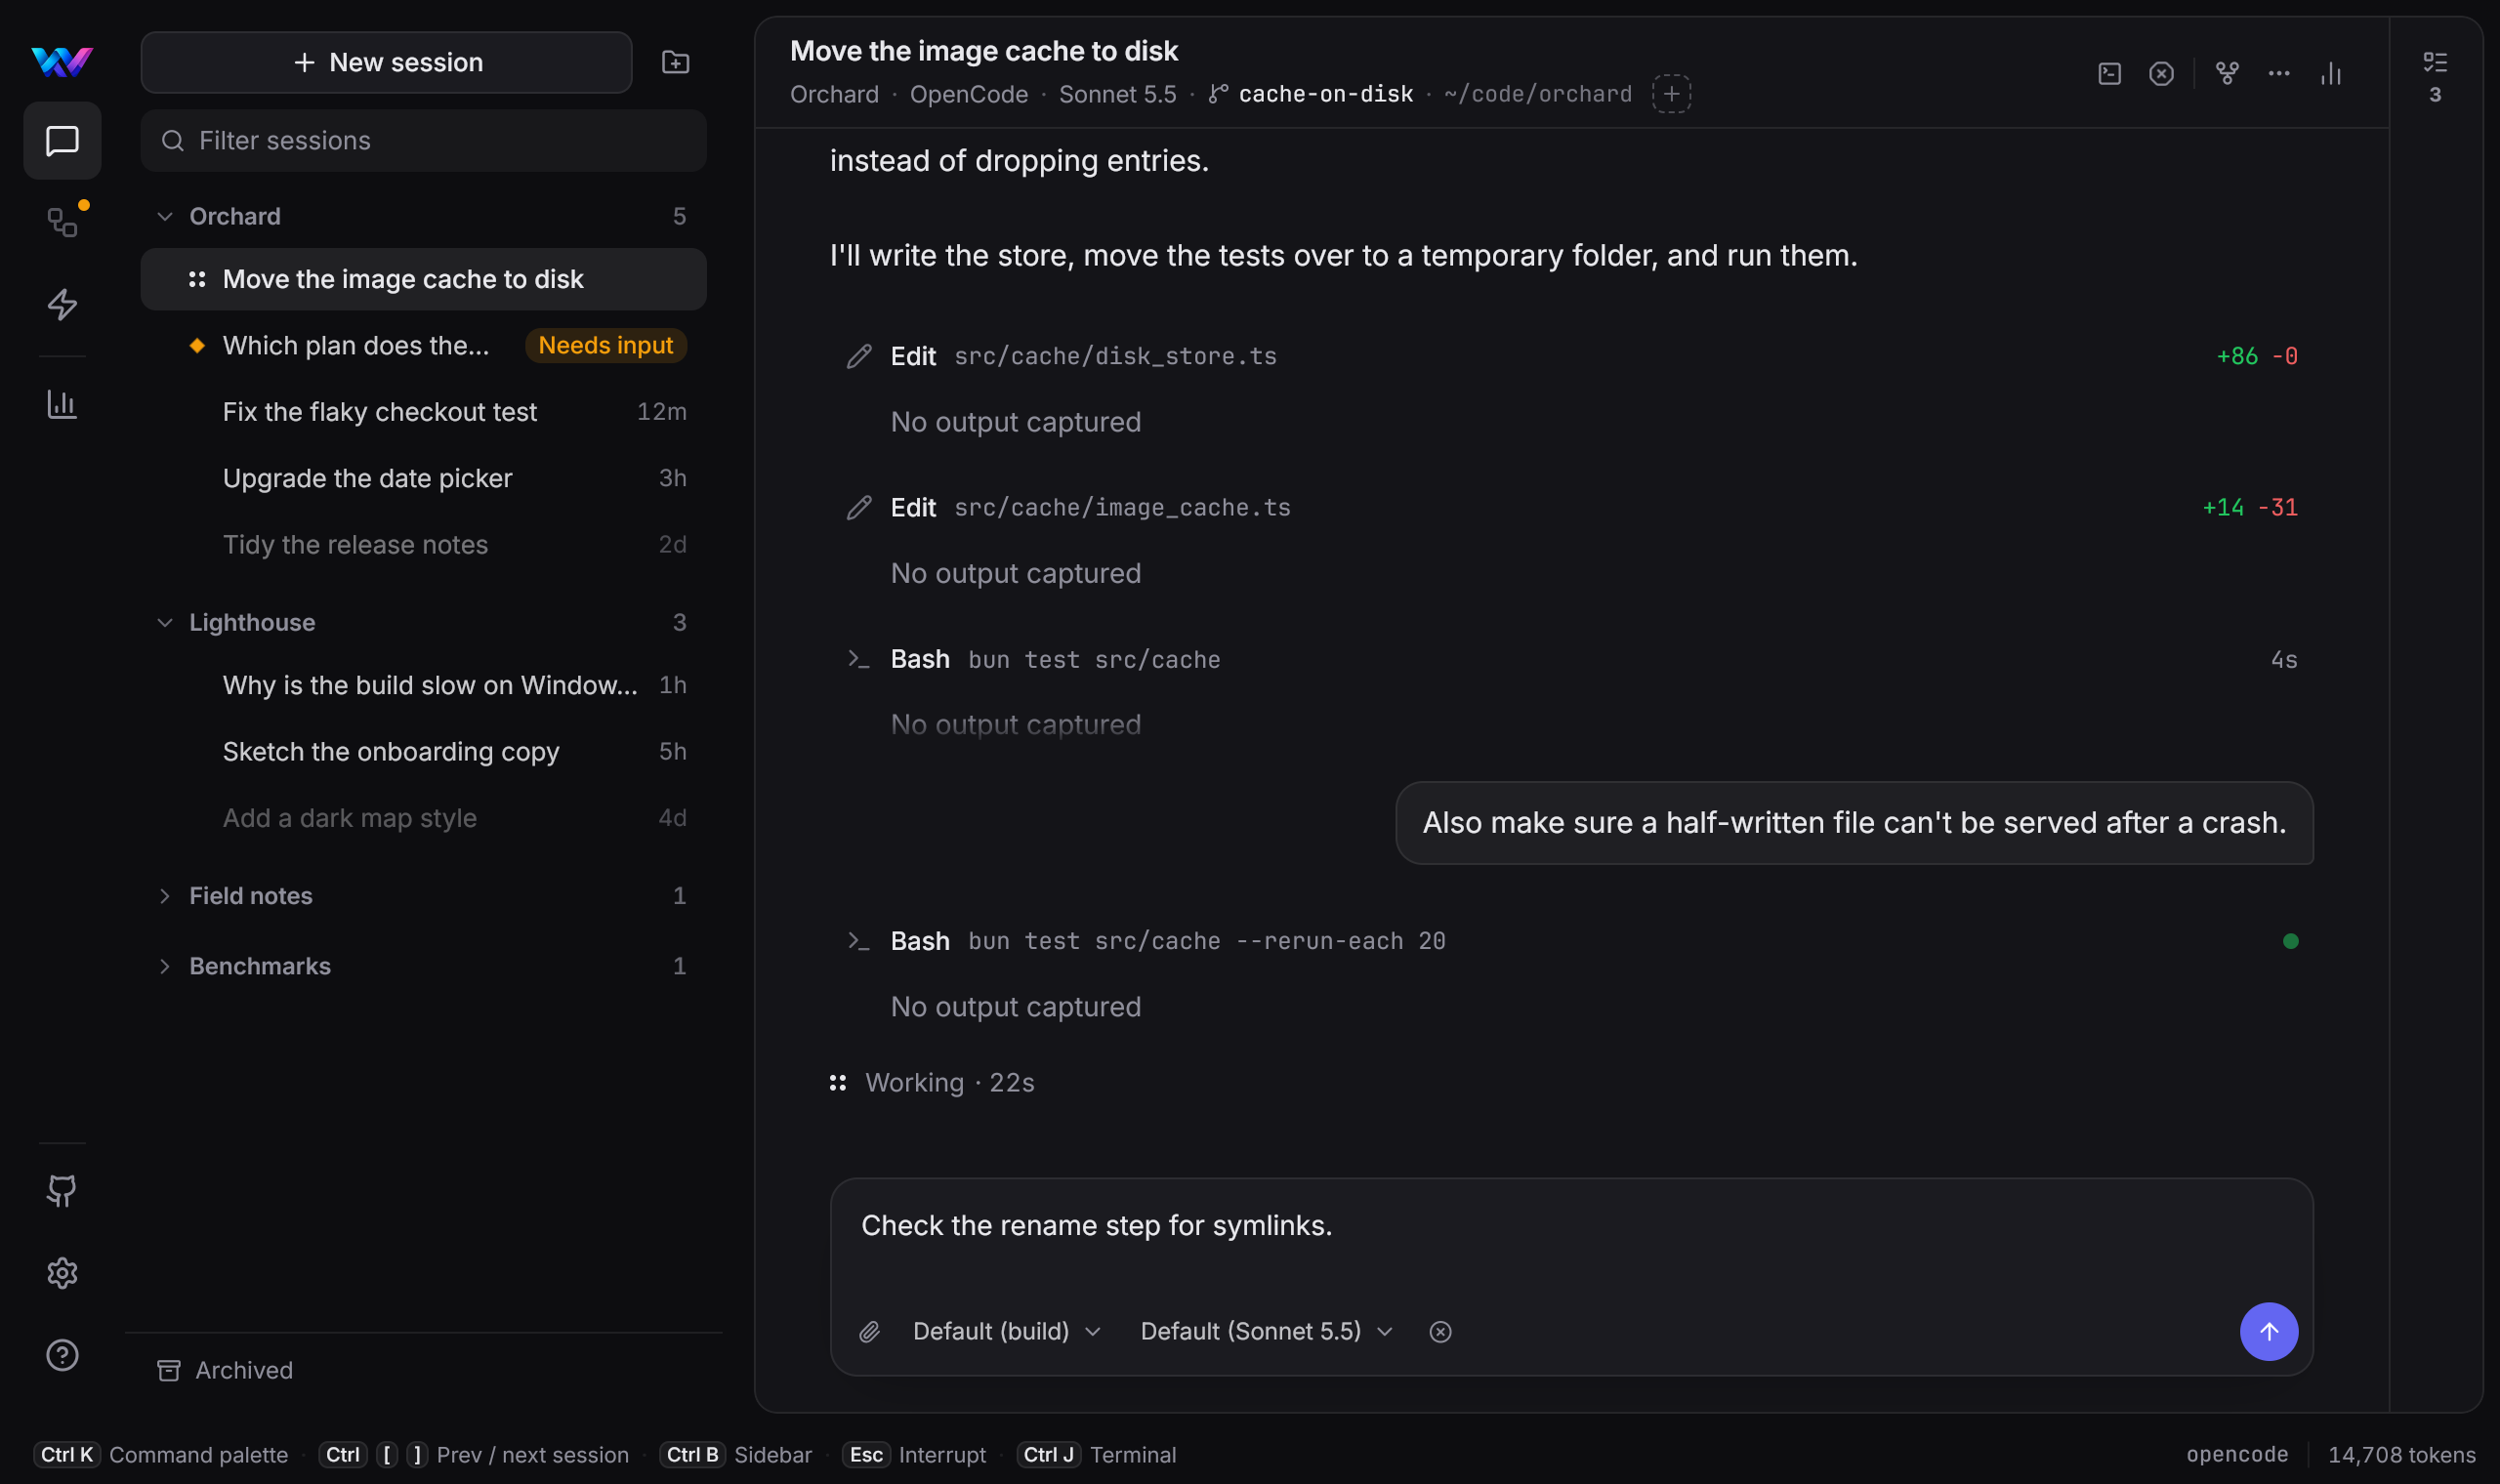 New session
Filter sessions
Orchard 5
Move the image cache to disk
Which plan does the... Needs input
Fix the flaky checkout test 12m
Upgrade the date picker 3h
Tidy the release notes 2d
Lighthouse 3
Why is the build slow on Window... 1h
Sketch the onboarding copy 5h
Add a dark map style 4d
Field notes 1
Benchmarks 1
Archived
Move the image cache to disk
Orchard · OpenCode · Sonnet 5.5 · cache-on-disk · ~/code/orchard
3
instead of dropping entries.
I'll write the store, move the tests over to a temporary folder, and run them.
Edit src/cache/disk_store.ts +86 -0
No output captured
Edit src/cache/image_cache.ts +14 -31
No output captured
Bash bun test src/cache 4s
No output captured
Also make sure a half-written file can't be served after a crash.
Bash bun test src/cache --rerun-each 20
No output captured
Working · 22s
Check the rename step for symlinks.
Default (build) Default (Sonnet 5.5)
Ctrl K Command palette · Ctrl [ ] Prev / next session · Ctrl B Sidebar · Esc Interrupt · Ctrl J Terminal
opencode 14,708 tokens